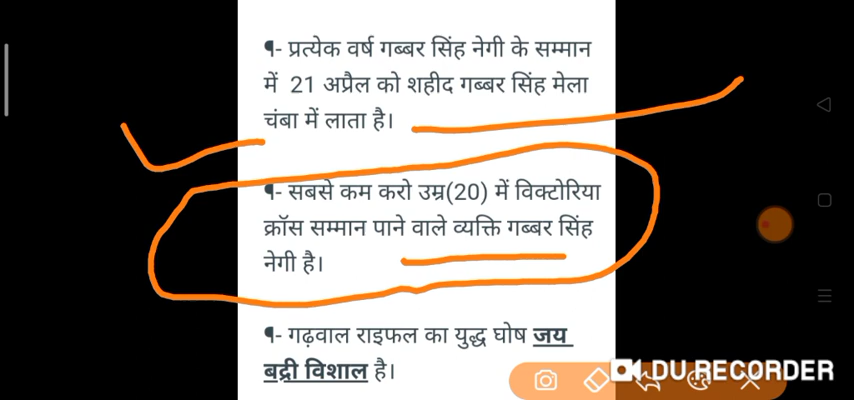 ¶- प्रत्येक वर्ष गब्बर सिंह नेगी के सम्मान
में 21 अप्रैल को शहीद गब्बर सिंह मेला
चंबा में लाता है।
¶- सबसे कम करो उम्र(20) में विक्टोरिया
क्रॉस सम्मान पाने वाले व्यक्ति गब्बर सिंह
नेगी है।
¶- गढ़वाल राइफल का युद्ध घोष जय
बद्री विशाल है।
DU RECORDER